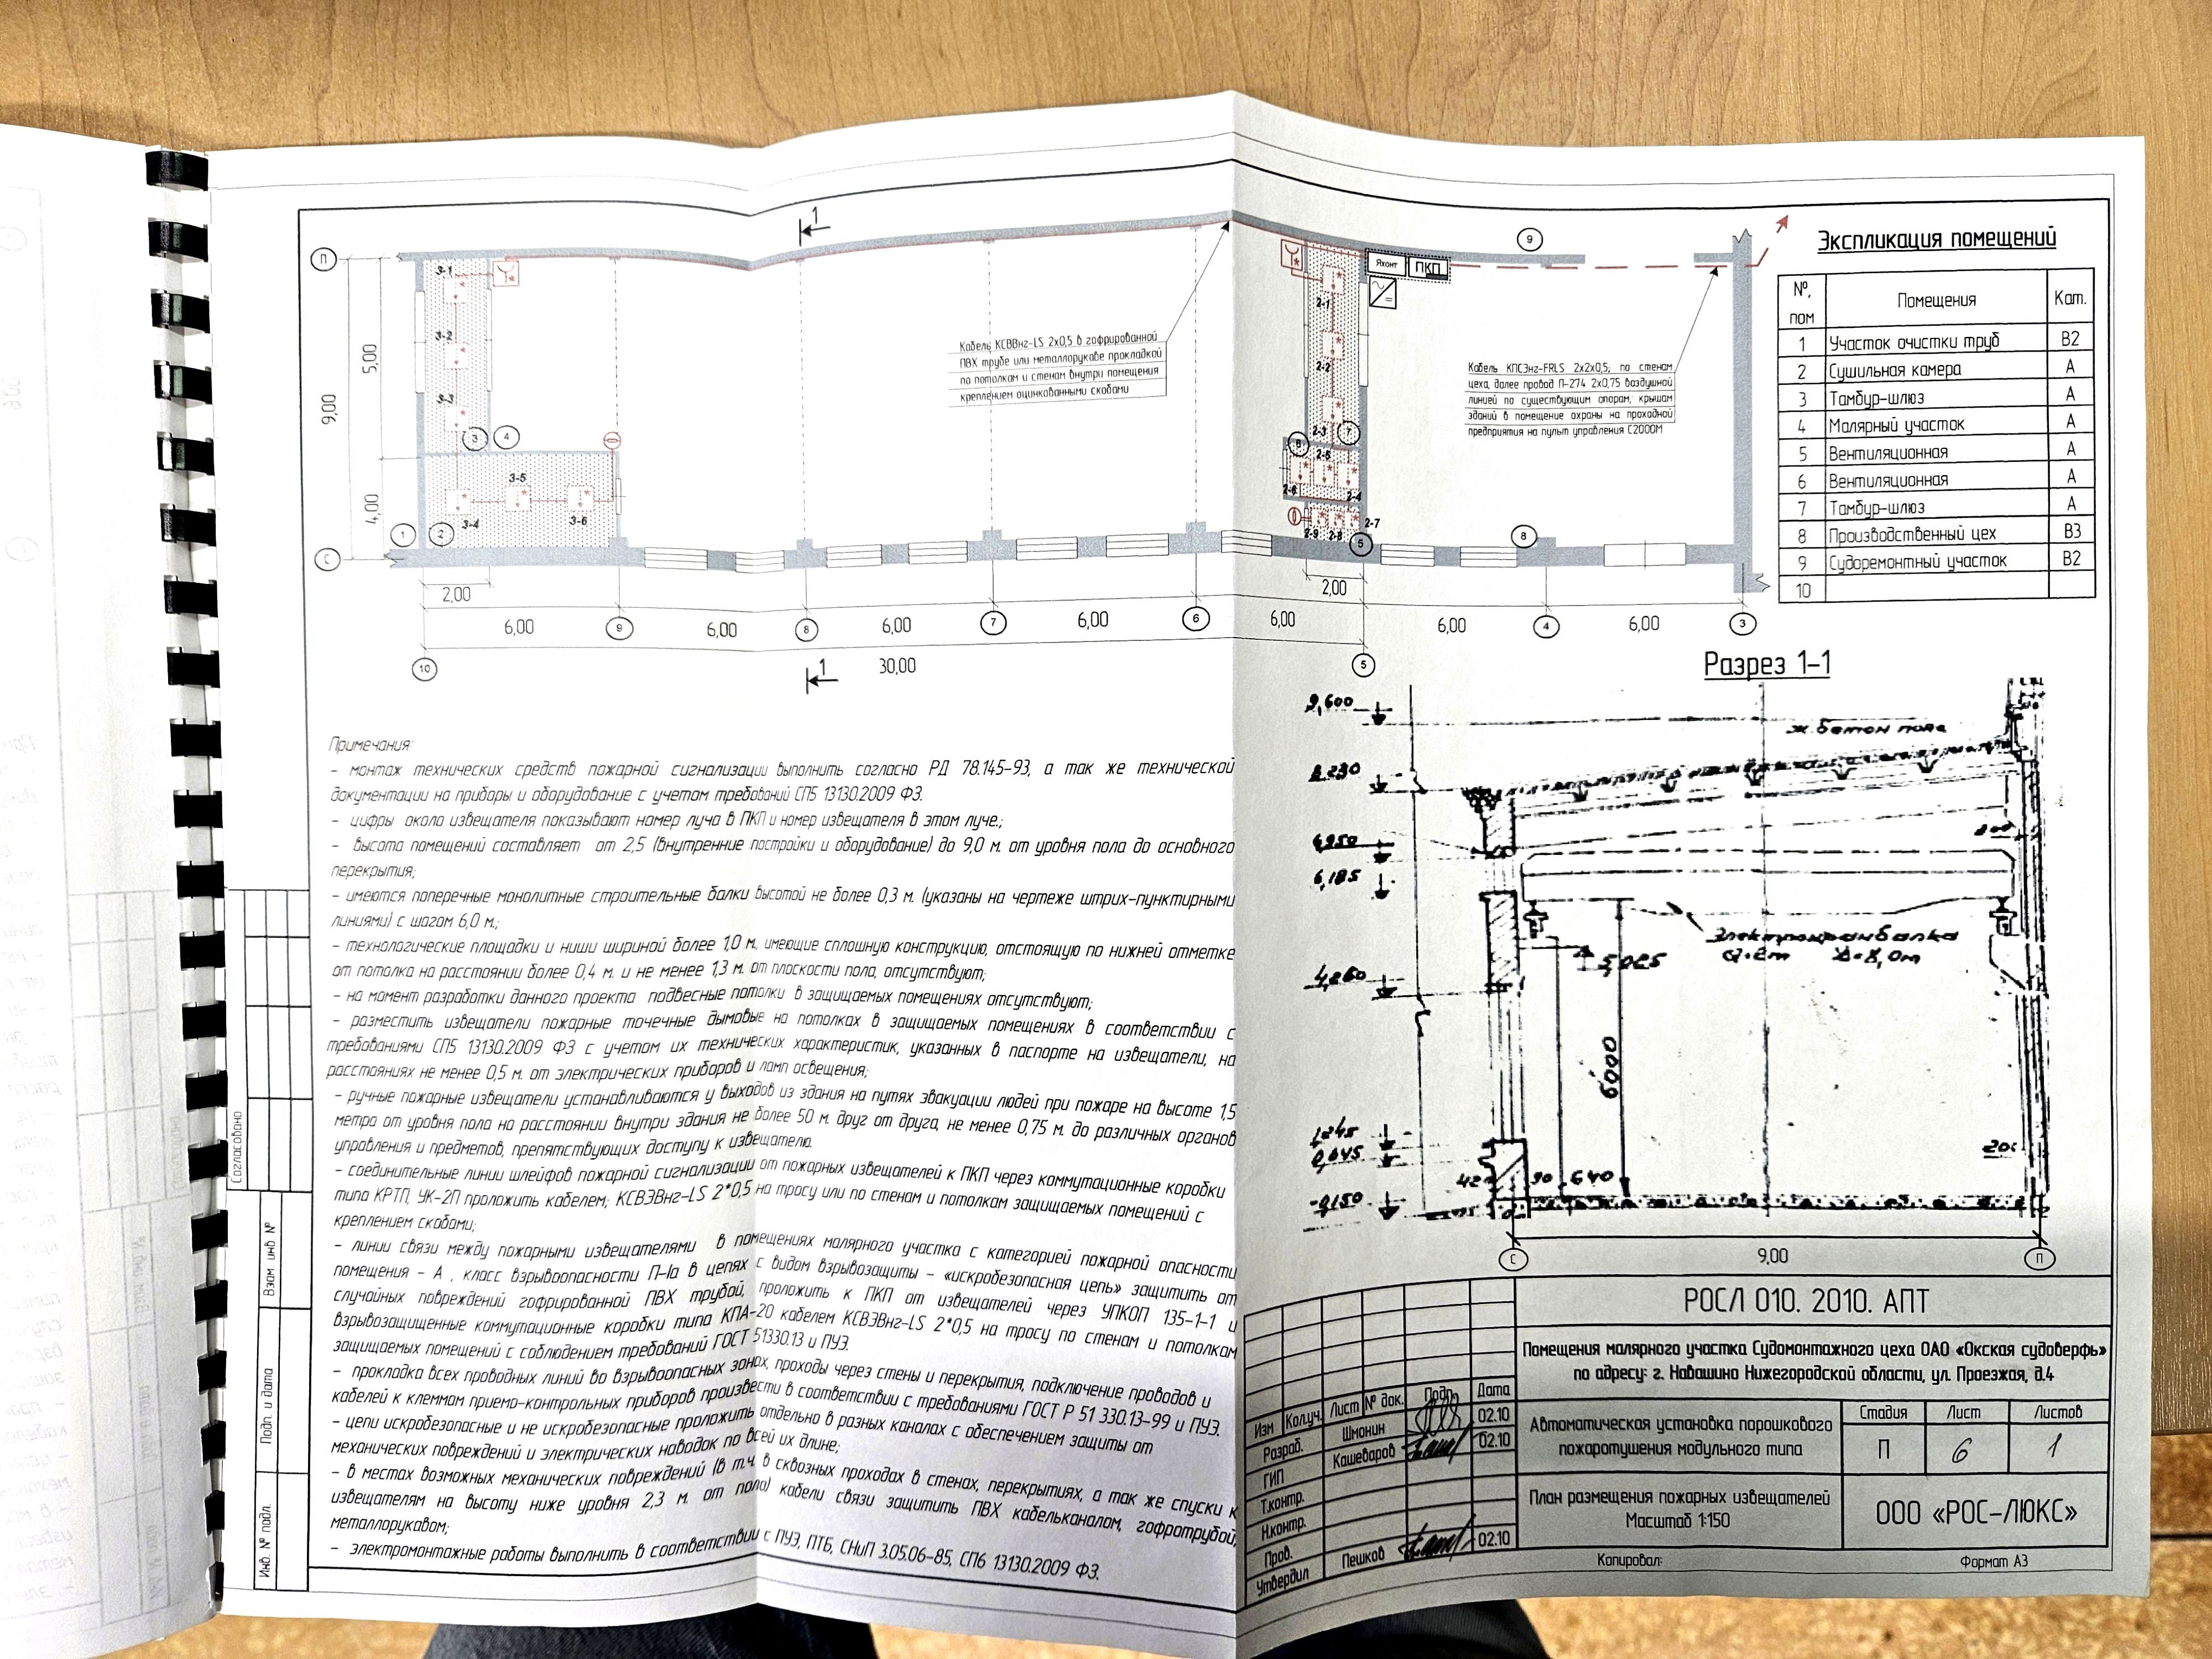 1
9
П
3-1
3-2
5,00
9,00
3
4
3-5
4,00
3-4
3-6
1
2
С
Кабель КСВВнг-LS 2х0,5 в гофрированной
ПВХ трубе или металлорукаве прокладкой
по потолкам и стенам внутри помещения
креплением оцинкованными скобами
Яхонт
ПКП
2-1
2-2
2-3
7
6
2-5
2-6
2-4
2-7
2-9
2-8
5
8
Кабель КПСЭнг-FRLS 2х2х0,5, по стенам
цеха, далее провод П-274 2х0,75 воздушной
линией по существующим опорам, крышам
зданий в помещение охраны на проходной
предприятия на пульт управления С2000М
2,00
2,00
6,00
9
6,00
8
6,00
7
6,00
6
6,00
6,00
4
6,00
3
10
30,00
5
1
Экспликация помещений
№, пом
Помещения
Кат.
1 Участок очистки труб В2
2 Сушильная камера А
3 Тамбур-шлюз А
4 Малярный участок А
5 Вентиляционная А
6 Вентиляционная А
7 Тамбур-шлюз А
8 Производственный цех В3
9 Судоремонтный участок В2
10
Разрез 1-1
9,600
ж.бетон
8.230
6,185
Электрокранбалка
5,025
4,260
6000
0,645
-0,150
640
9,00
С
П
Примечания:
- монтаж технических средств пожарной сигнализации выполнить согласно РД 78.145-93, а так же технической
документации на приборы и оборудование с учетом требований СП5 13130.2009 ФЗ.
- цифры около извещателя показывают номер луча в ПКП и номер извещателя в этом луче.;
- высота помещений составляет от 2,5 (внутренние постройки и оборудование) до 9,0 м. от уровня пола до основного
перекрытия;
- имеются поперечные монолитные строительные балки высотой не более 0,3 м. (указаны на чертеже штрих-пунктирными
линиями) с шагом 6,0 м.;
- технологические площадки и ниши шириной более 1,0 м., имеющие сплошную конструкцию, отстоящую по нижней отметке
от потолка на расстоянии более 0,4 м. и не менее 1,3 м. от плоскости пола, отсутствуют;
- на момент разработки данного проекта подвесные потолки в защищаемых помещениях отсутствуют;
- разместить извещатели пожарные точечные дымовые на потолках в защищаемых помещениях в соответствии с
требованиями СП5 13130.2009 ФЗ с учетом их технических характеристик, указанных в паспорте на извещатели, на
расстояниях не менее 0,5 м. от электрических приборов и ламп освещения;
- ручные пожарные извещатели устанавливаются у выходов из здания на путях эвакуации людей при пожаре на высоте 1,5
метра от уровня пола на расстоянии внутри здания не более 50 м. друг от друга, не менее 0,75 м. до различных органов
управления и предметов, препятствующих доступу к извещателю.
- соединительные линии шлейфов пожарной сигнализации от пожарных извещателей к ПКП через коммутационные коробки
типа КРТП, УК-2П проложить кабелем; КСВЭВнг-LS 2*0,5 на тросу или по стенам и потолкам защищаемых помещений с
креплением скобами;
- линии связи между пожарными извещателями в помещениях малярного участка с категорией пожарной опасности
помещения - А , класс взрывоопасности П-Iа в цепях с видом взрывозащиты - «искробезопасная цепь» защитить от
случайных повреждений гофрированной ПВХ трубой, проложить к ПКП от извещателей через УПКОП 135-1-1 и
взрывозащищенные коммутационные коробки типа КПА-20 кабелем КСВЭВнг-LS 2*0,5 на тросу по стенам и потолкам
защищаемых помещений с соблюдением требований ГОСТ 51330.13 и ПУЭ.
- прокладка всех проводных линий во взрывоопасных зонах, проходы через стены и перекрытия, подключение проводов и
кабелей к клеммам приемо-контрольных приборов произвести в соответствии с требованиями ГОСТ Р 51 330.13-99 и ПУЭ.
- цепи искробезопасные и не искробезопасные проложить отдельно в разных каналах с обеспечением защиты от
механических повреждений и электрических наводок по всей их длине;
- в местах возможных механических повреждений (в т.ч. в сквозных проходах в стенах, перекрытиях, а так же спуски к
извещателям на высоту ниже уровня 2,3 м. от пола) кабели связи защитить ПВХ кабельканалом, гофротрубой,
металлорукавом;
- электромонтажные работы выполнить в соответствии с ПУЭ, ПТБ, СНиП 3.05.06-85, СП6 13130.2009 ФЗ.
Согласовано
Взам. инв №
Подп. и дата
Инв. № подл.
РОСЛ 010. 2010. АПТ
Помещения малярного участка Судомонтажного цеха ОАО «Окская судоверфь»
по адресу: г. Навашино Нижегородской области, ул. Проезжая, д.4
Изм Кол.уч. Лист № док. Подп. Дата
Разраб. Шмонин 02.10
ГИП Кашеваров 02.10
Т.контр.
Н.контр.
Пров. Пешков 02.10
Утвердил
Автоматическая установка порошкового
пожаротушения модульного типа
Стадия Лист Листов
П 6 1
План размещения пожарных извещателей
Масштаб 1:150
ООО «РОС-ЛЮКС»
Копировал:
Формат А3